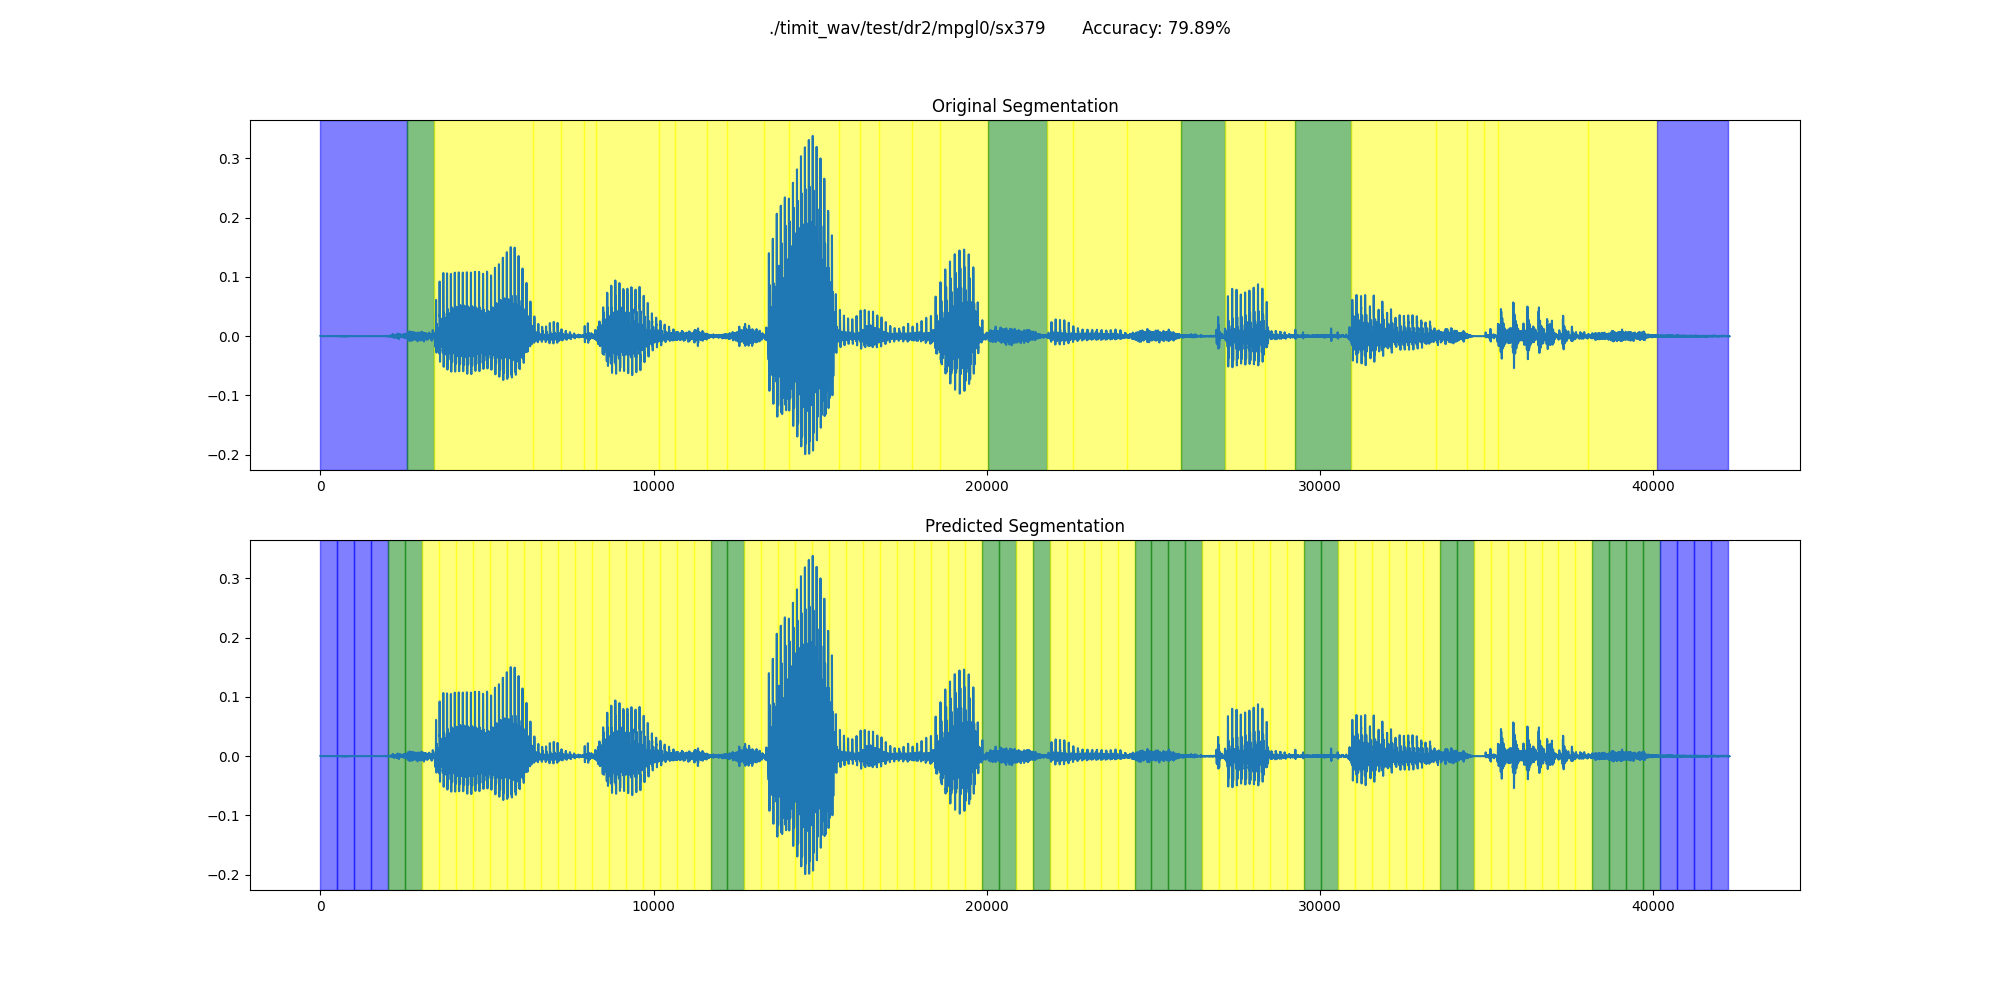 ./timit_wav/test/dr2/mpgl0/sx379       Accuracy: 79.89%
Original Segmentation
0.3
0.2
0.1
0.0
−0.1
−0.2
0 10000 20000 30000 40000
Predicted Segmentation
0.3
0.2
0.1
0.0
−0.1
−0.2
0 10000 20000 30000 40000